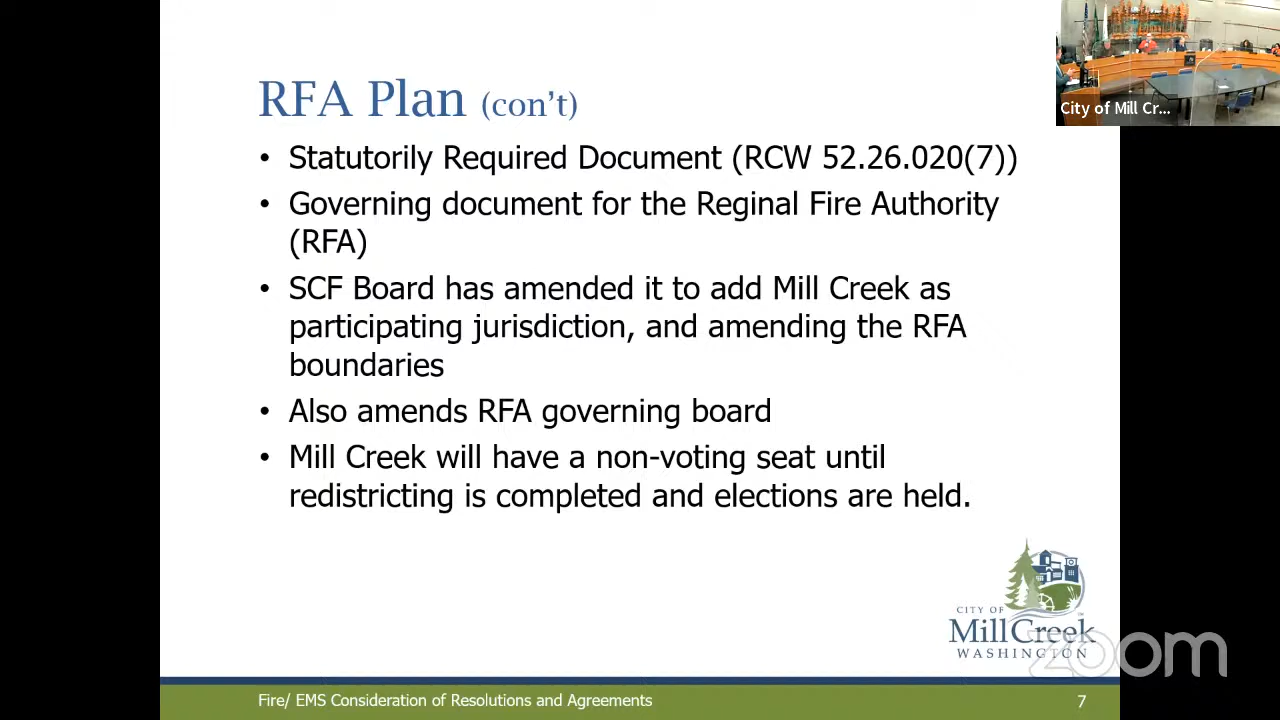 RFA Plan (con't)
• Statutorily Required Document (RCW 52.26.020(7))
• Governing document for the Reginal Fire Authority
(RFA)
• SCF Board has amended it to add Mill Creek as
participating jurisdiction, and amending the RFA
boundaries
• Also amends RFA governing board
• Mill Creek will have a non-voting seat until
redistricting is completed and elections are held.
City of Mill Cr...
CITY OF
Mill Creek
WASHINGTON
zoom
Fire/ EMS Consideration of Resolutions and Agreements
7